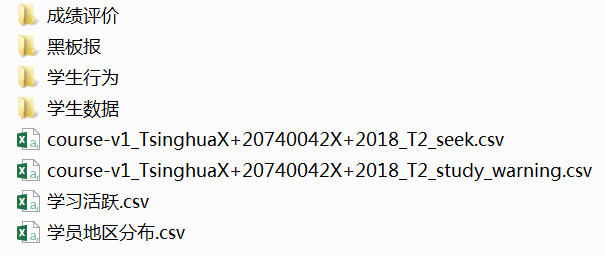 成绩评价
黑板报
学生行为
学生数据
course-v1_TsinghuaX+20740042X+2018_T2_seek.csv
course-v1_TsinghuaX+20740042X+2018_T2_study_warning.csv
学习活跃.csv
学员地区分布.csv